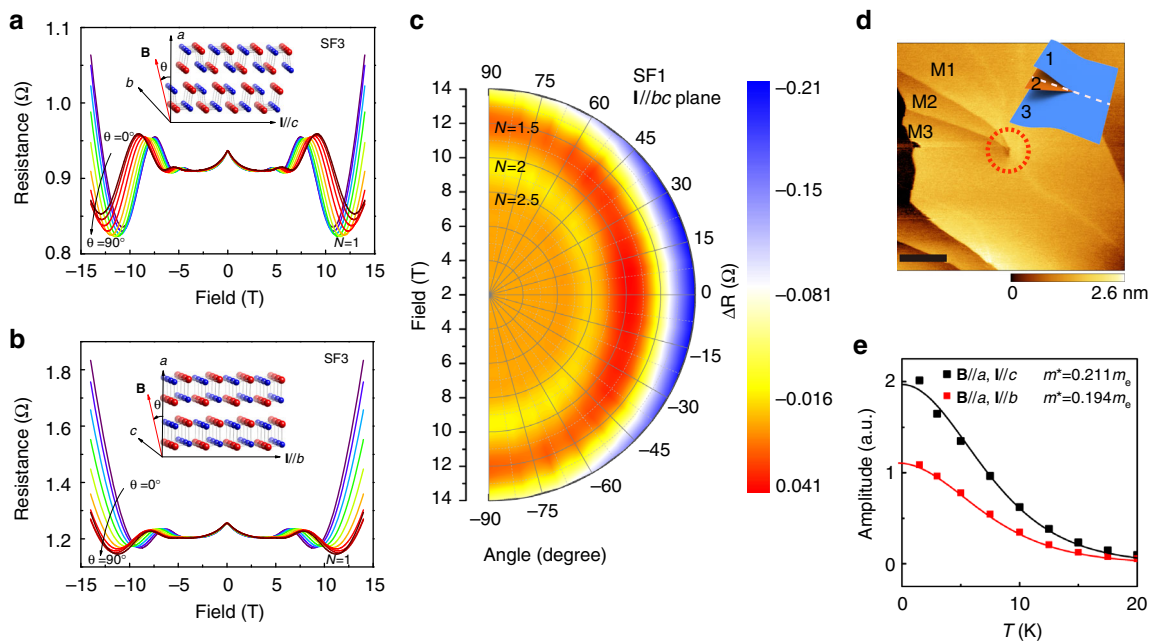 a
1.1
1.0
0.9
0.8
Resistance (Ω)
SF3
B
a
θ
b
I//c
θ=0°
θ=90°
N=1
−15 −10 −5 0 5 10 15
Field (T)
b
1.8
1.6
1.4
1.2
Resistance (Ω)
SF3
B
a
θ
c
I//b
θ=0°
θ=90°
N=1
−15 −10 −5 0 5 10 15
Field (T)
c
SF1
I//bc plane
14
12
10
8
6
4
2
4
6
8
10
12
14
Field (T)
N=1.5
N=2
N=2.5
90
75
60
45
30
15
0
−15
−30
−45
−60
−75
−90
Angle (degree)
ΔR (Ω)
−0.21
−0.15
−0.081
−0.016
0.041
d
M1
M2
M3
1
2
3
0 2.6 nm
e
B//a, I//c m*=0.211mₑ
B//a, I//b m*=0.194mₑ
2
1
0
Amplitude (a.u.)
0 10 20
T (K)